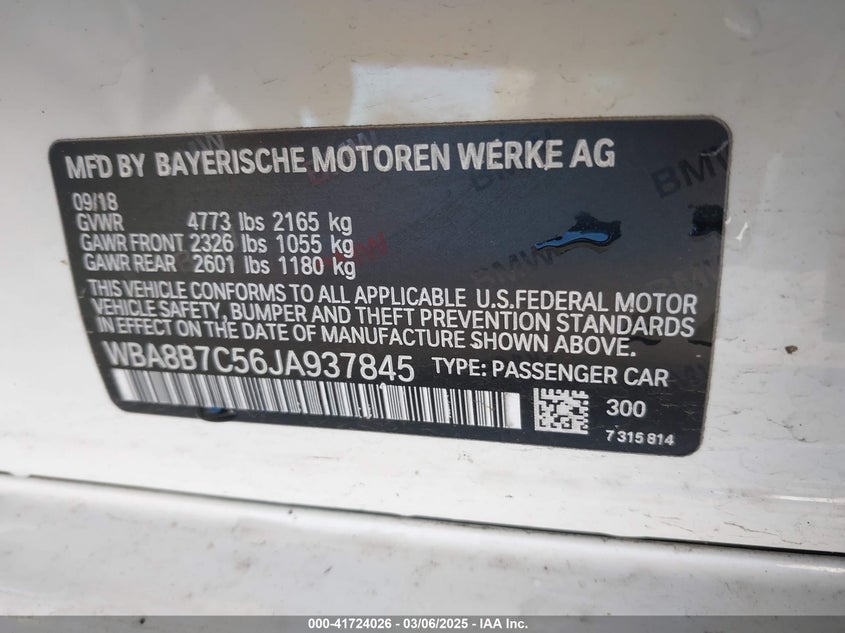 MFD BY BAYERISCHE MOTOREN WERKE AG
09/18
GVWR 4773 lbs 2165 kg
GAWR FRONT 2326 lbs 1055 kg
GAWR REAR 2601 lbs 1180 kg
THIS VEHICLE CONFORMS TO ALL APPLICABLE U.S.FEDERAL MOTOR
VEHICLE SAFETY, BUMPER AND THEFT PREVENTION STANDARDS
IN EFFECT ON THE DATE OF MANUFACTURE SHOWN ABOVE.
WBA8B7C56JA937845 TYPE: PASSENGER CAR
300
7 315 814
BMW
BMW
000-41724026 - 03/06/2025 - IAA Inc.